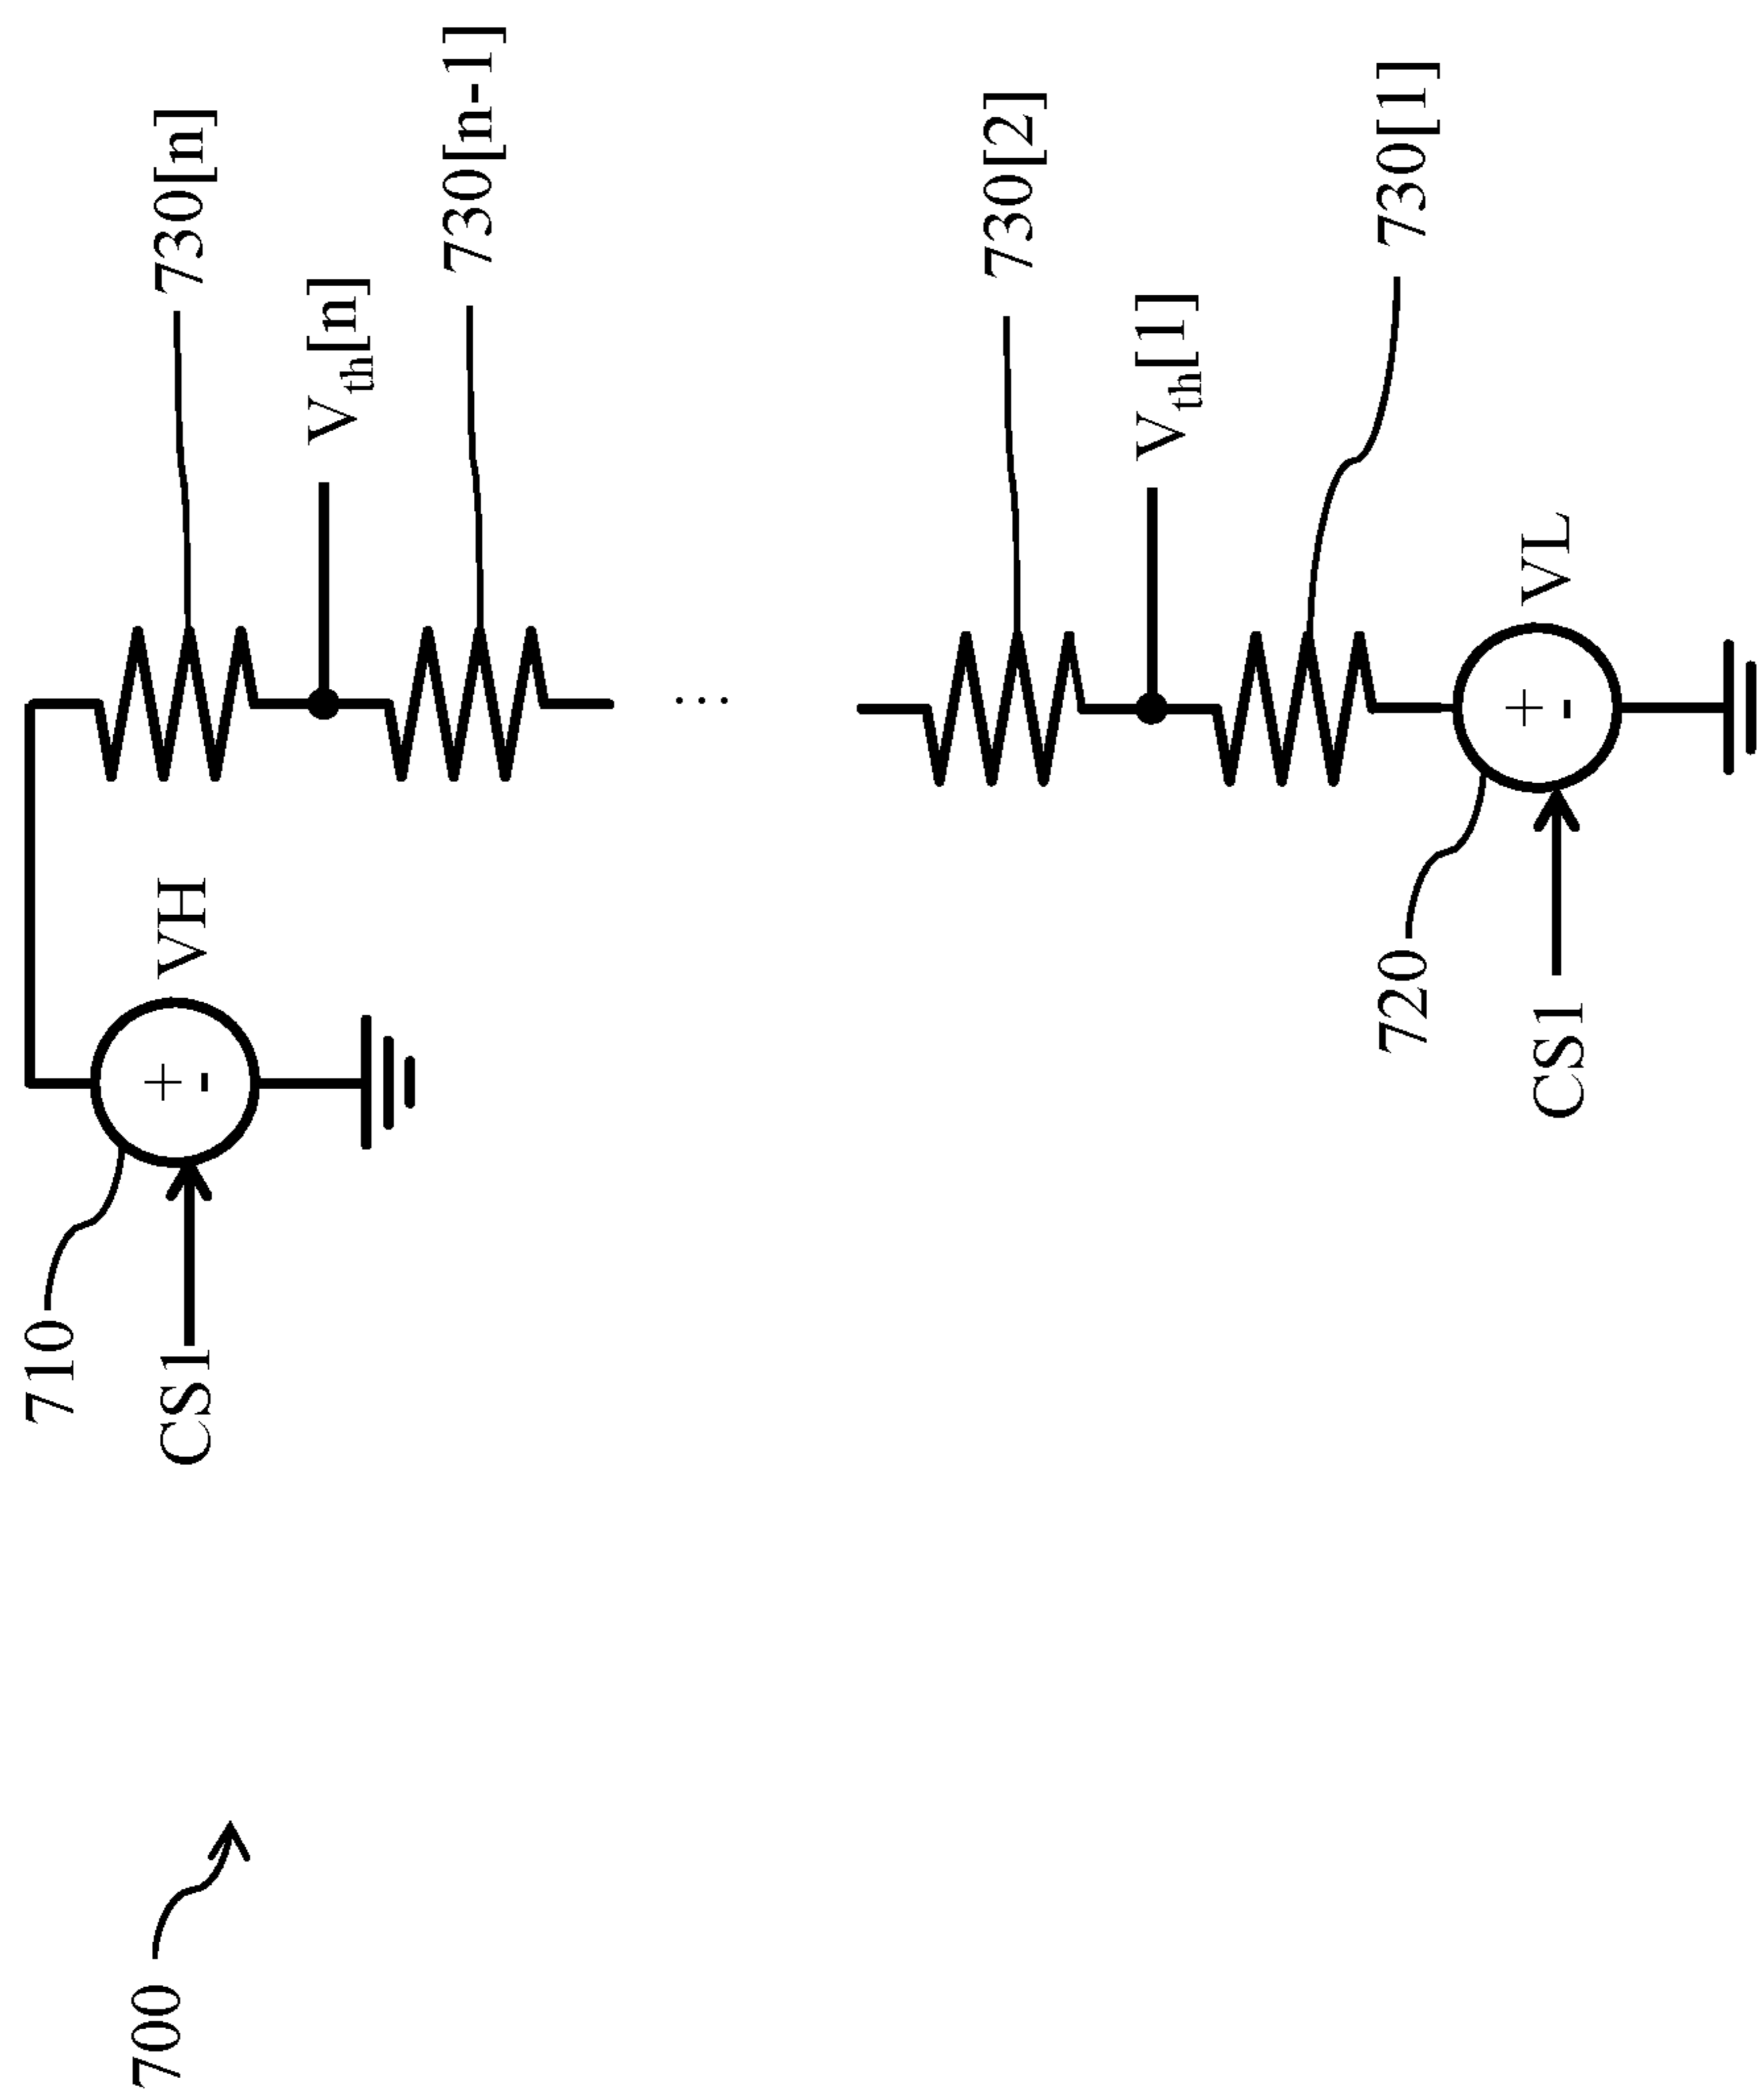 700
710
CS1
+
-
VH
730[n]
Vth[n]
730[n-1]
...
730[2]
Vth[1]
720
730[1]
CS1
+
-
VL